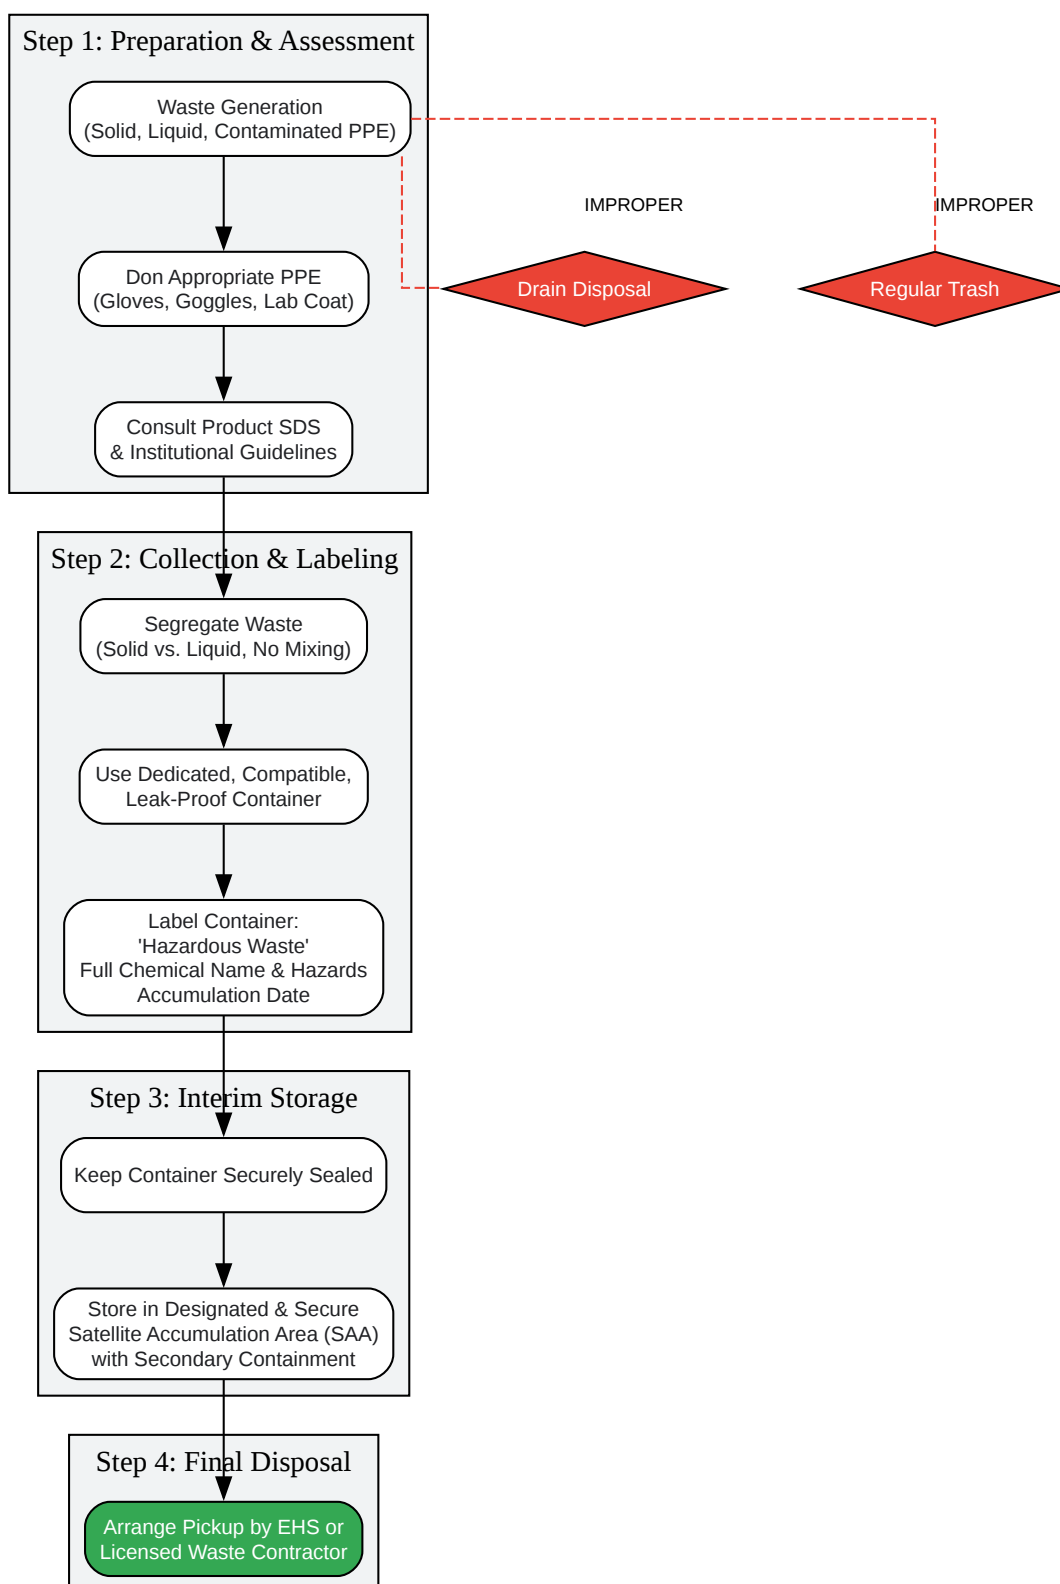 Step 1: Preparation & Assessment
Waste Generation
(Solid, Liquid, Contaminated PPE)
IMPROPER
IMPROPER
Don Appropriate PPE
(Gloves, Goggles, Lab Coat)
Drain Disposal
Regular Trash
Consult Product SDS
& Institutional Guidelines
Step 2: Collection & Labeling
Segregate Waste
(Solid vs. Liquid, No Mixing)
Use Dedicated, Compatible,
Leak-Proof Container
Label Container:
'Hazardous Waste'
Full Chemical Name & Hazards
Accumulation Date
Step 3: Interim Storage
Keep Container Securely Sealed
Store in Designated & Secure
Satellite Accumulation Area (SAA)
with Secondary Containment
Step 4: Final Disposal
Arrange Pickup by EHS or
Licensed Waste Contractor